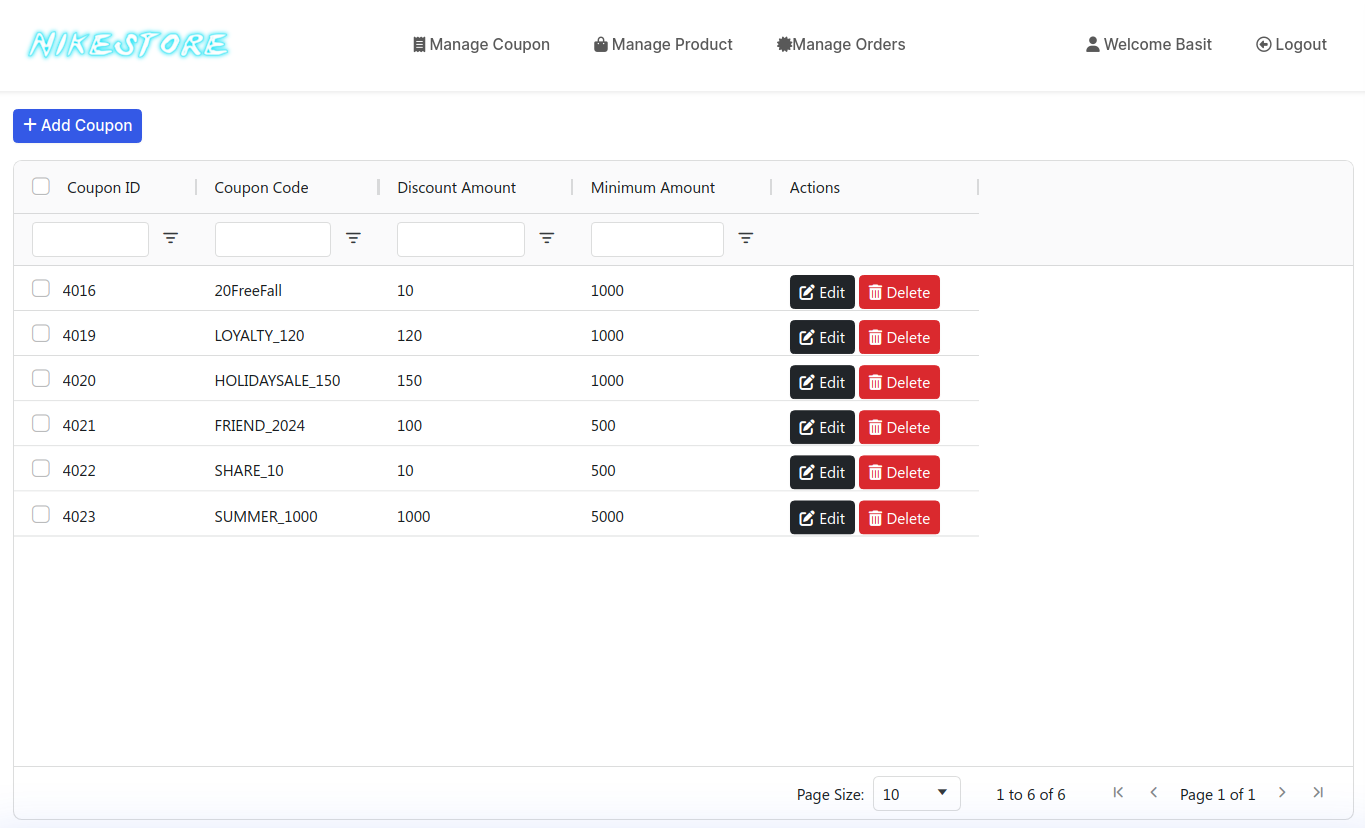 NIKESTORE Manage Coupon Manage Product Manage Orders Welcome Basit Logout
Add Coupon
Coupon ID Coupon Code Discount Amount Minimum Amount Actions
4016 20FreeFall 10 1000 Edit Delete
4019 LOYALTY_120 120 1000 Edit Delete
4020 HOLIDAYSALE_150 150 1000 Edit Delete
4021 FRIEND_2024 100 500 Edit Delete
4022 SHARE_10 10 500 Edit Delete
4023 SUMMER_1000 1000 5000 Edit Delete
Page Size: 10 1 to 6 of 6 Page 1 of 1